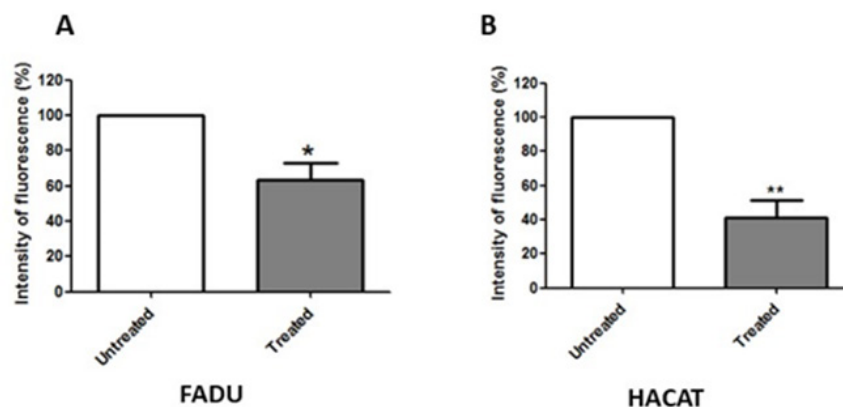 A
Intensity of fluorescence (%)
120
100
80
60
40
20
0
*
Untreated
Treated
FADU
B
Intensity of fluorescence (%)
120
100
80
60
40
20
0
**
Untreated
Treated
HACAT